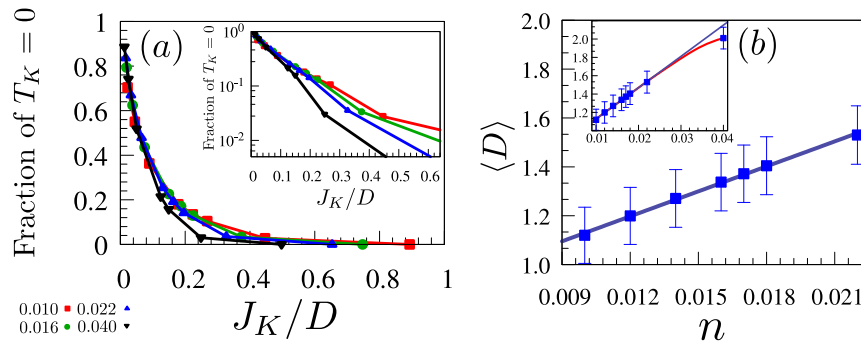 (a)
Fraction of T_K = 0
1
0.8
0.6
0.4
0.2
0
0 0.2 0.4 0.6 0.8 1
J_K/D
0.010 0.022
0.016 0.040
Fraction of T_K = 0
10^0
10^-1
10^-2
0 0.1 0.2 0.3 0.4 0.5 0.6
J_K/D
(b)
⟨D⟩
2.0
1.8
1.6
1.4
1.2
1.0
0.009 0.012 0.015 0.018 0.021
n
2.0
1.8
1.6
1.4
1.2
0.01 0.02 0.03 0.04